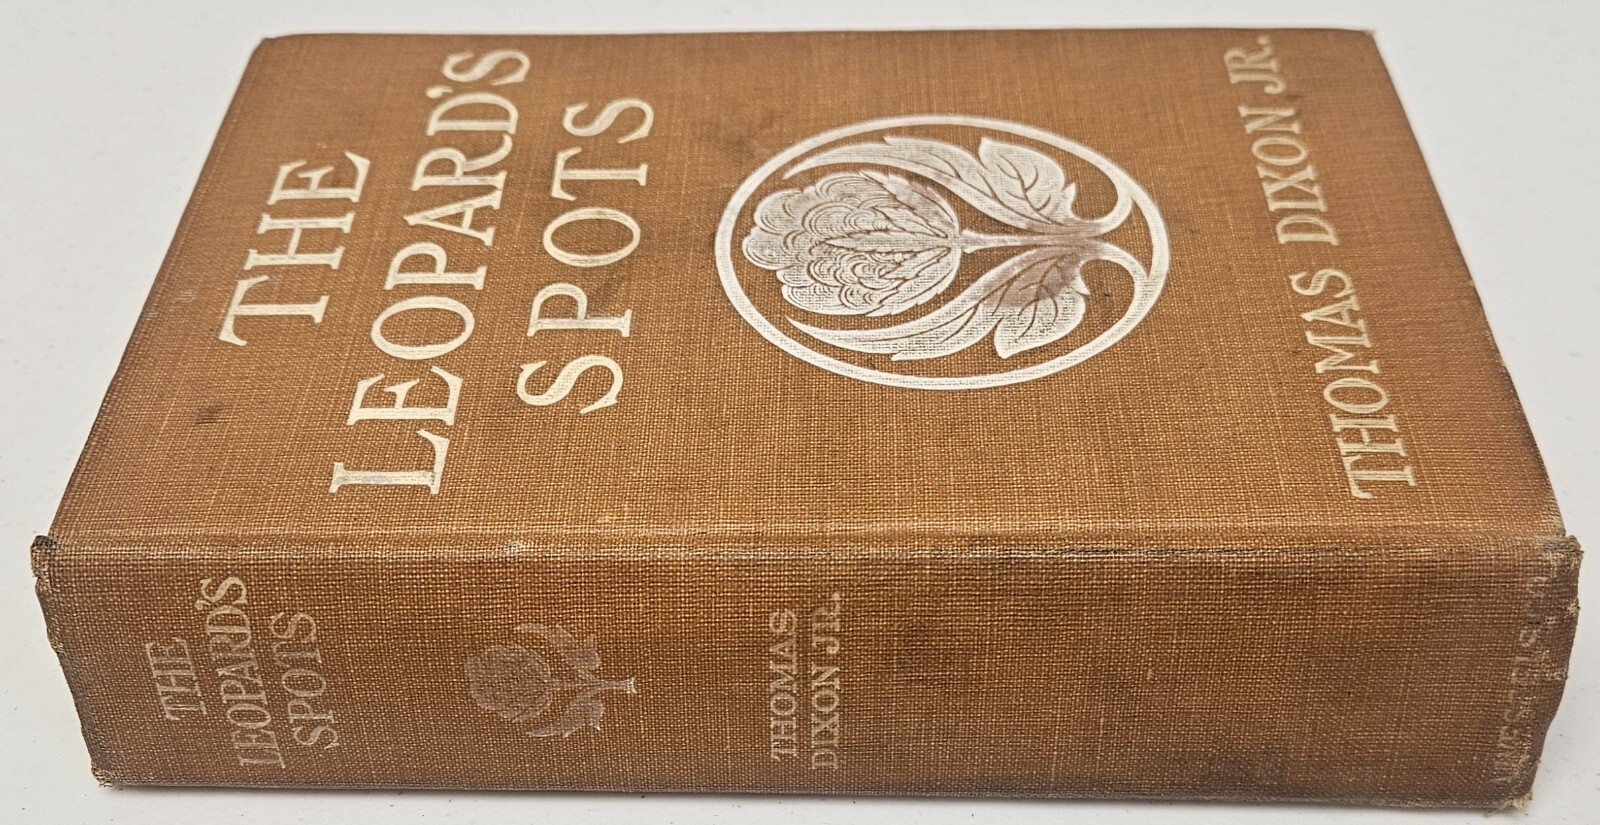 THE
LEOPARD'S
SPOTS
THOMAS DIXON JR.
THE
LEOPARD'S
SPOTS
THOMAS
DIXON JR.